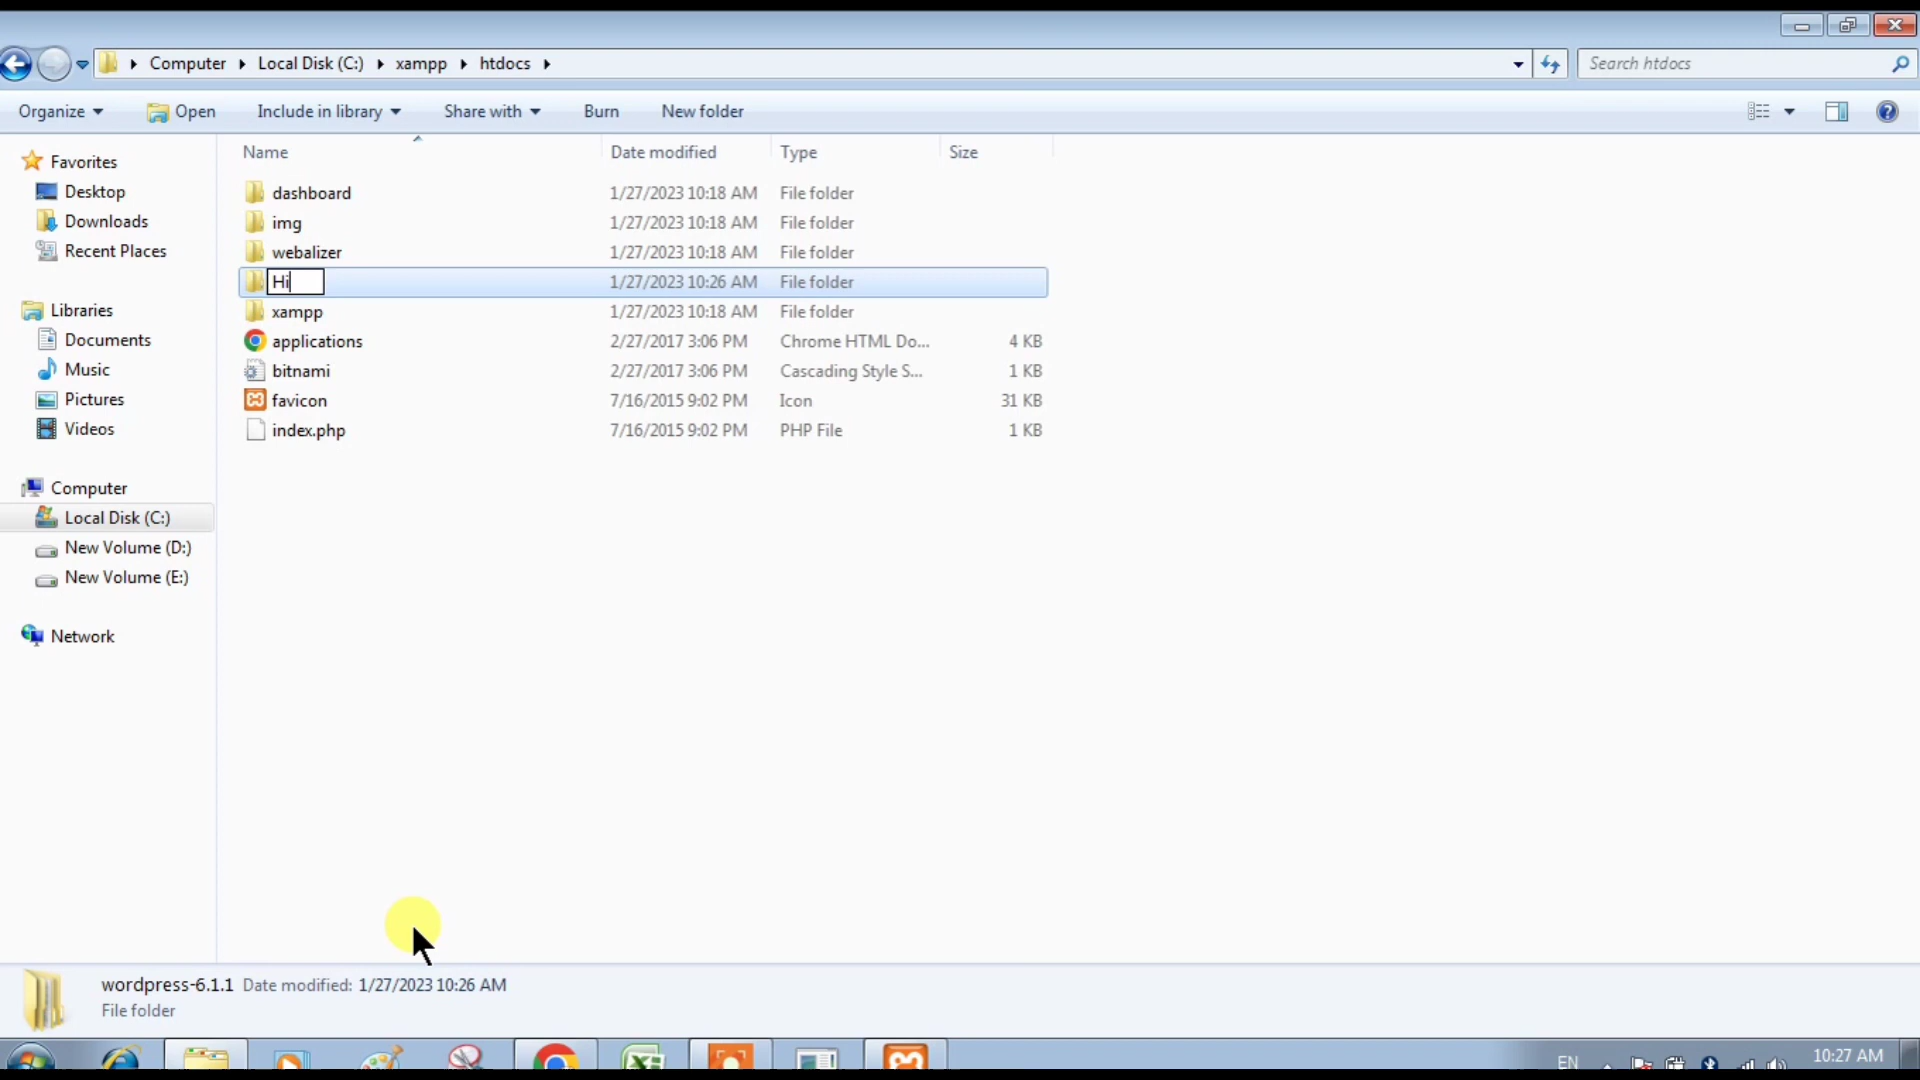 Computer Local Disk (C:) xampp htdocs
Search htdocs
Organize Open Include in library Share with Burn New folder
Name Date modified Type Size
Favorites
Desktop
Downloads
Recent Places
Libraries
Documents
Music
Pictures
Videos
Computer
Local Disk (C:)
New Volume (D:)
New Volume (E:)
Network
dashboard 1/27/2023 10:18 AM File folder
img 1/27/2023 10:18 AM File folder
webalizer 1/27/2023 10:18 AM File folder
Hi 1/27/2023 10:26 AM File folder
xampp 1/27/2023 10:18 AM File folder
applications 2/27/2017 3:06 PM Chrome HTML Do... 4 KB
bitnami 2/27/2017 3:06 PM Cascading Style S... 1 KB
favicon 7/16/2015 9:02 PM Icon 31 KB
index.php 7/16/2015 9:02 PM PHP File 1 KB
wordpress-6.1.1 Date modified: 1/27/2023 10:26 AM
File folder
EN 10:27 AM